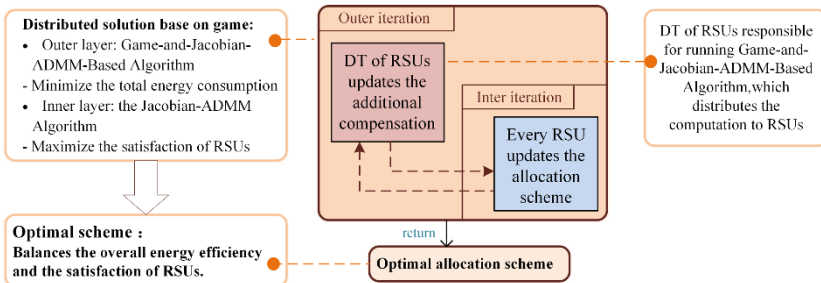 Distributed solution base on game:
• Outer layer: Game-and-Jacobian-
ADMM-Based Algorithm
- Minimize the total energy consumption
• Inner layer: the Jacobian-ADMM
Algorithm
- Maximize the satisfaction of RSUs
Optimal scheme :
Balances the overall energy efficiency
and the satisfaction of RSUs.
Outer iteration
DT of RSUs
updates the
additional
compensation
Inter iteration
Every RSU
updates the
allocation
scheme
return
Optimal allocation scheme
DT of RSUs responsible
for running Game-and-
Jacobian-ADMM-Based
Algorithm,which
distributes the
computation to RSUs